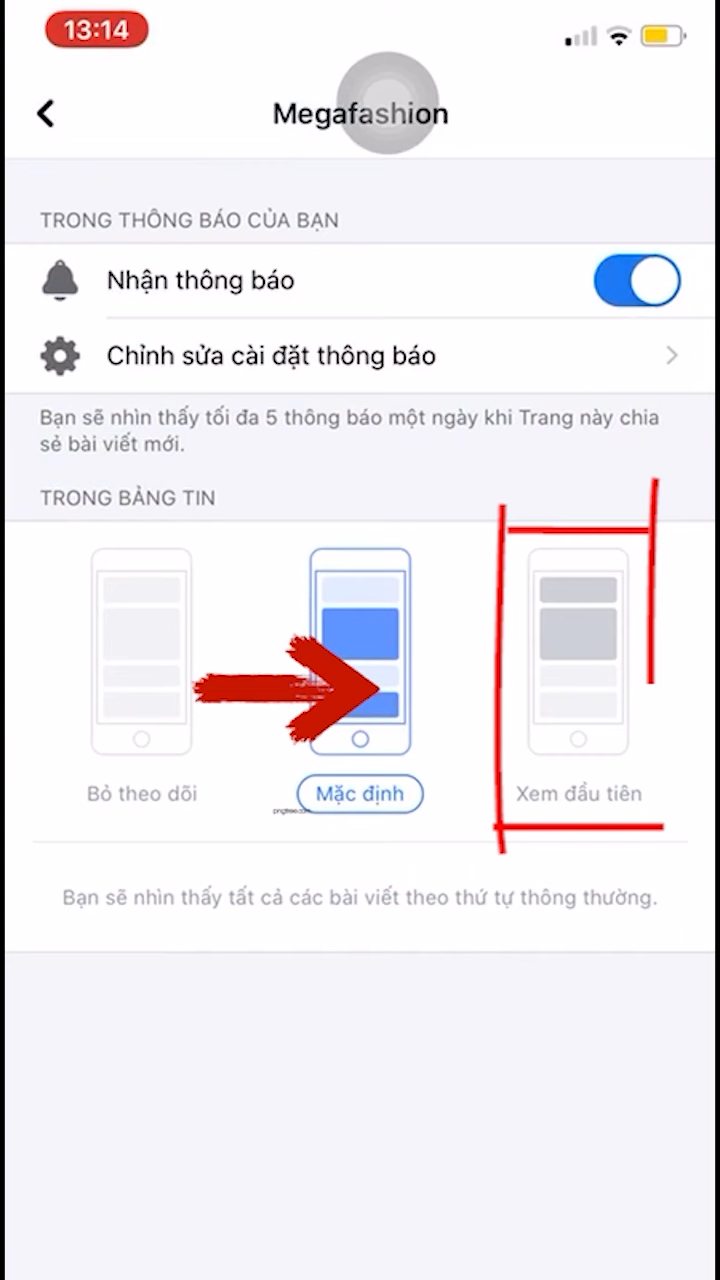 13:14
Megafashion
TRONG THÔNG BÁO CỦA BẠN
Nhận thông báo
Chỉnh sửa cài đặt thông báo
Bạn sẽ nhìn thấy tối đa 5 thông báo một ngày khi Trang này chia
sẻ bài viết mới.
TRONG BẢNG TIN
Bỏ theo dõi
Mặc định
Xem đầu tiên
pngtree.com
Bạn sẽ nhìn thấy tất cả các bài viết theo thứ tự thông thường.